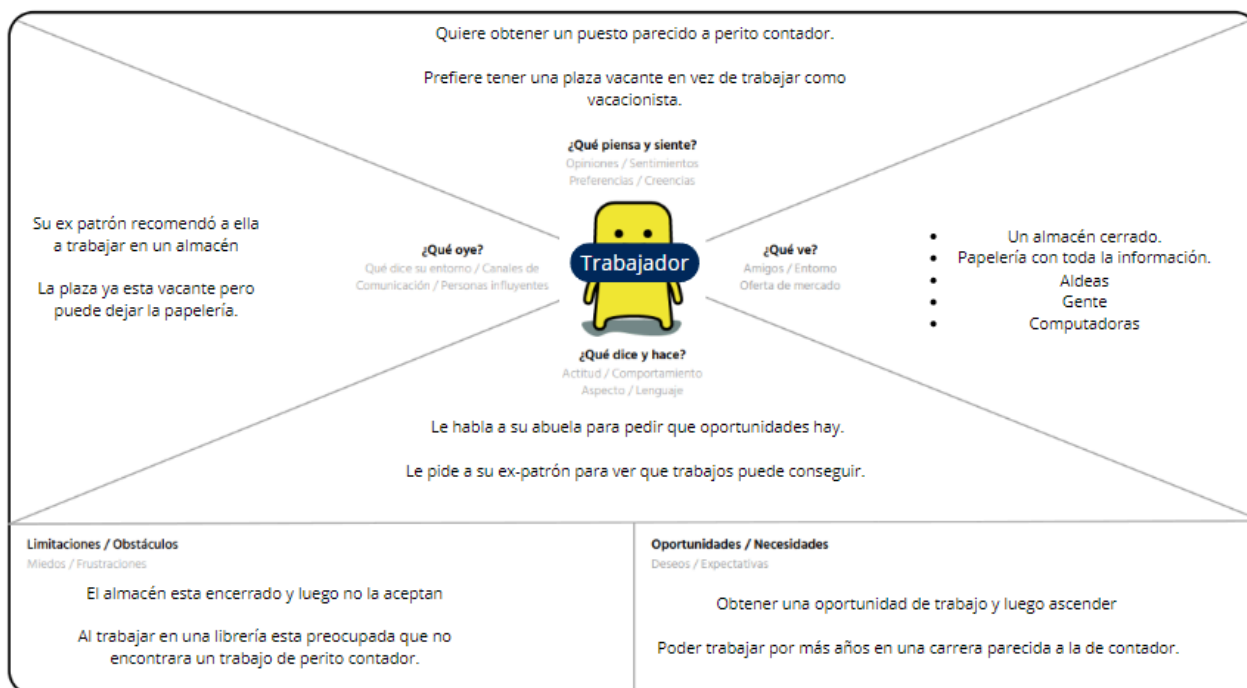 Quiere obtener un puesto parecido a perito contador.
Prefiere tener una plaza vacante en vez de trabajar como
vacacionista.
¿Qué piensa y siente?
Opiniones / Sentimientos
Preferencias / Creencias
Su ex patrón recomendó a ella
a trabajar en un almacén
La plaza ya esta vacante pero
puede dejar la papelería.
¿Qué oye?
Qué dice su entorno / Canales de
Comunicación / Personas influyentes
Trabajador
¿Qué ve?
Amigos / Entorno
Oferta de mercado
Un almacén cerrado.
Papelería con toda la información.
Aldeas
Gente
Computadoras
¿Qué dice y hace?
Actitud / Comportamiento
Aspecto / Lenguaje
Le habla a su abuela para pedir que oportunidades hay.
Le pide a su ex-patrón para ver que trabajos puede conseguir.
Limitaciones / Obstáculos
Miedos / Frustraciones
El almacén esta encerrado y luego no la aceptan
Al trabajar en una librería esta preocupada que no
encontrara un trabajo de perito contador.
Oportunidades / Necesidades
Deseos / Expectativas
Obtener una oportunidad de trabajo y luego ascender
Poder trabajar por más años en una carrera parecida a la de contador.